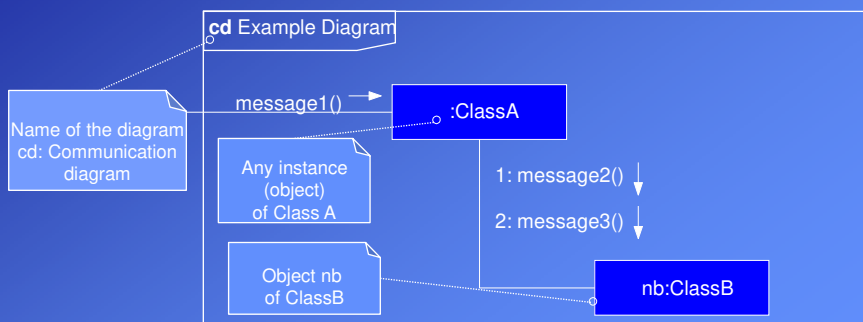 cd Example Diagram
message1()
:ClassA
Name of the diagram
cd: Communication
diagram
Any instance
(object)
of Class A
1: message2()
2: message3()
Object nb
of ClassB
nb:ClassB